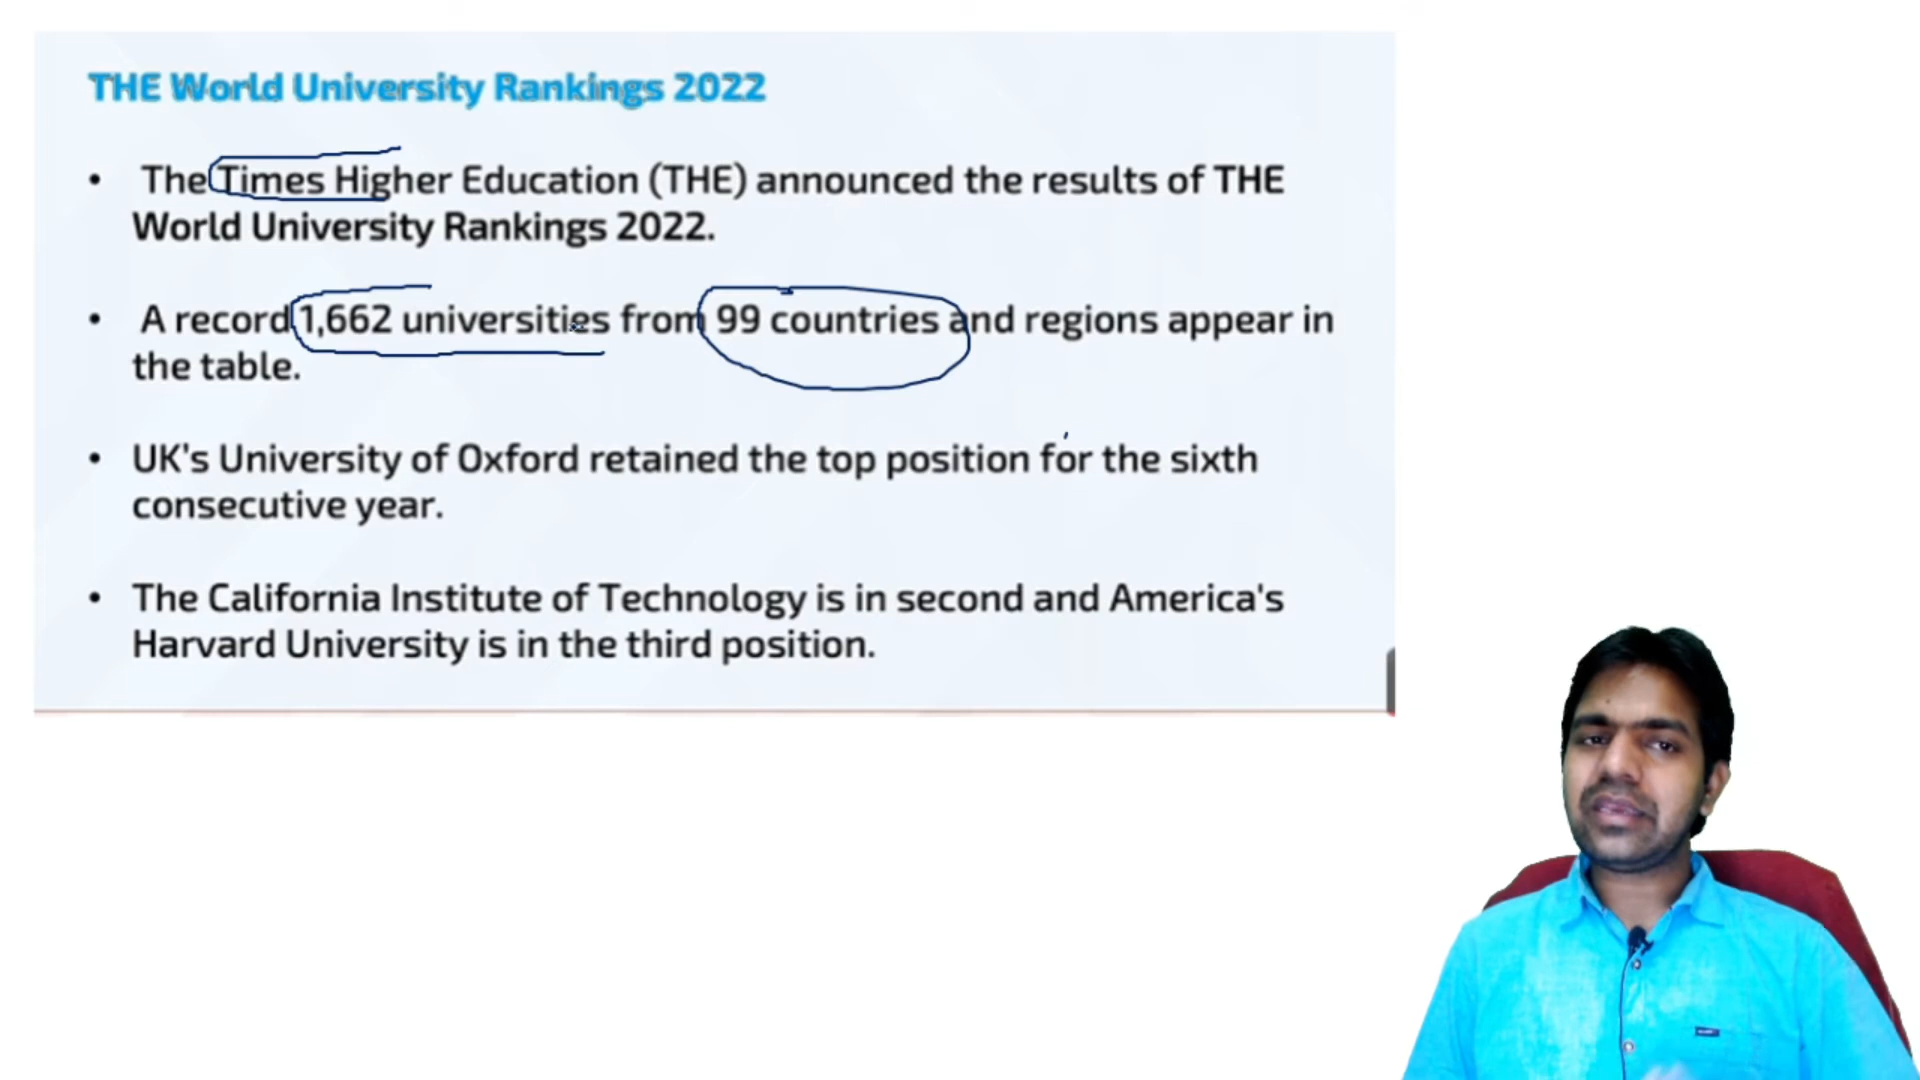 THE World University Rankings 2022
• The Times Higher Education (THE) announced the results of THE
World University Rankings 2022.
• A record 1,662 universities from 99 countries and regions appear in
the table.
• UK's University of Oxford retained the top position for the sixth
consecutive year.
• The California Institute of Technology is in second and America's
Harvard University is in the third position.